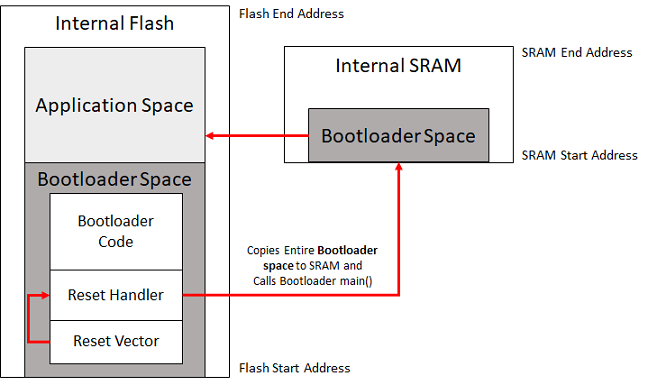 Internal Flash
Flash End Address
Application Space
Bootloader Space
Bootloader
Code
Reset Handler
Reset Vector
Flash Start Address
Copies Entire Bootloader
space to SRAM and
Calls Bootloader main()
SRAM End Address
Internal SRAM
Bootloader Space
SRAM Start Address